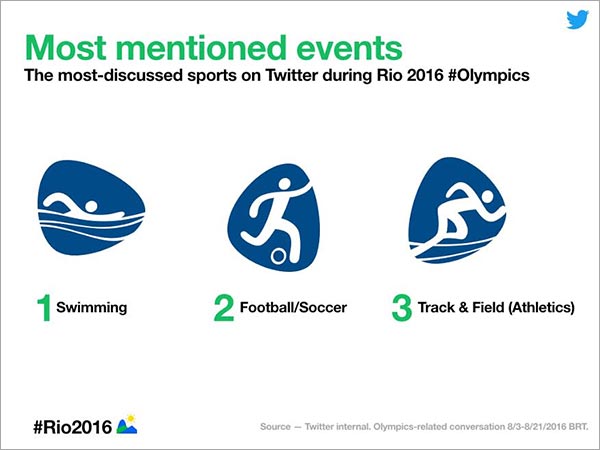 Most mentioned events
The most-discussed sports on Twitter during Rio 2016 #Olympics
1 Swimming
2 Football/Soccer
3 Track & Field (Athletics)
#Rio2016
Source — Twitter internal. Olympics-related conversation 8/3-8/21/2016 BRT.